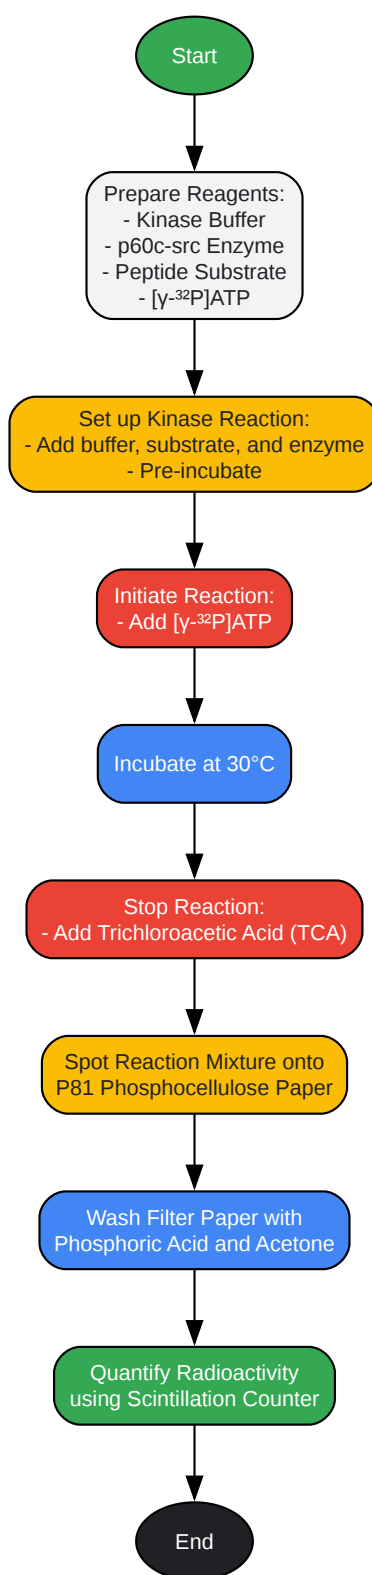 Start
Prepare Reagents:
- Kinase Buffer
- p60c-src Enzyme
- Peptide Substrate
- [γ-³²P]ATP
Set up Kinase Reaction:
- Add buffer, substrate, and enzyme
- Pre-incubate
Initiate Reaction:
- Add [γ-³²P]ATP
Incubate at 30°C
Stop Reaction:
- Add Trichloroacetic Acid (TCA)
Spot Reaction Mixture onto
P81 Phosphocellulose Paper
Wash Filter Paper with
Phosphoric Acid and Acetone
Quantify Radioactivity
using Scintillation Counter
End